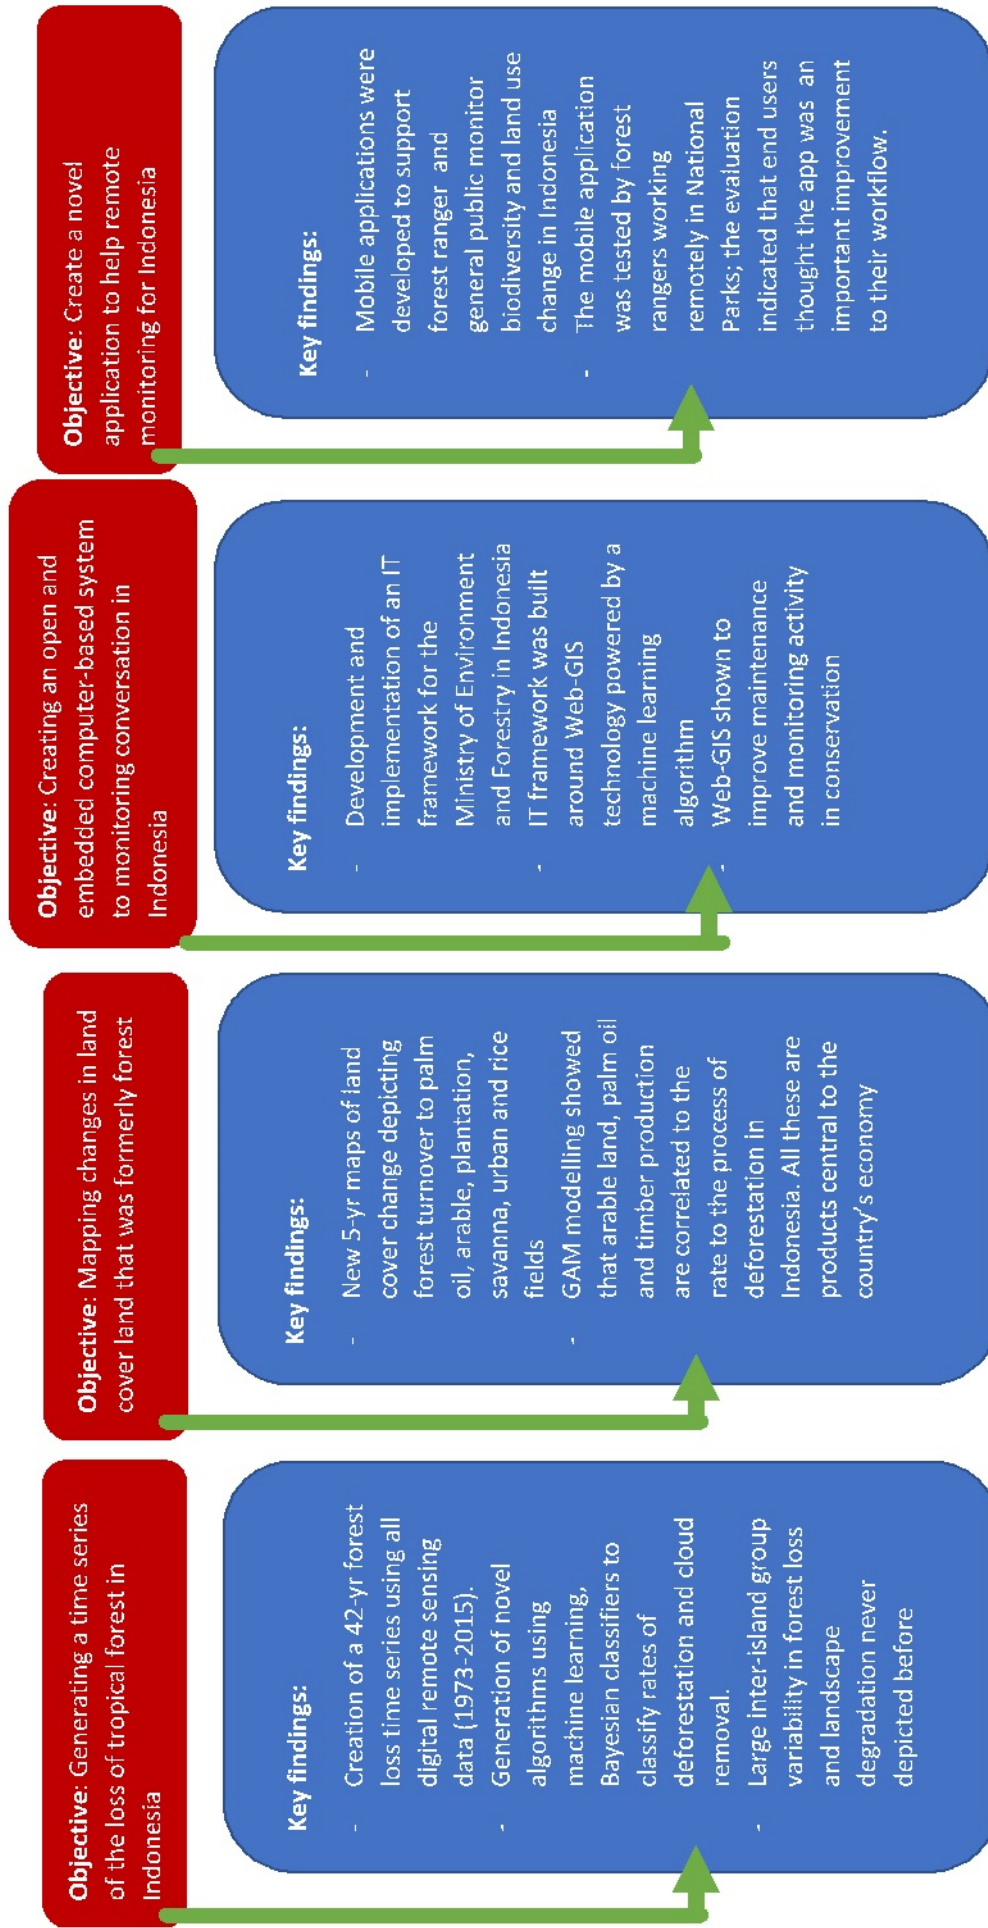 Objective: Generating a time series
of the loss of tropical forest in
Indonesia
Key findings:
- Creation of a 42-yr forest
loss time series using all
digital remote sensing
data (1973-2015).
- Generation of novel
algorithms using
machine learning,
Bayesian classifiers to
classify rates of
deforestation and cloud
removal.
- Large inter-island group
variability in forest loss
and landscape
degradation never
depicted before
Objective: Mapping changes in land
cover land that was formerly forest
Key findings:
- New 5-yr maps of land
cover change depicting
forest turnover to palm
oil, arable, plantation,
savanna, urban and rice
fields
- GAM modelling showed
that arable land, palm oil
and timber production
are correlated to the
rate to the process of
deforestation in
Indonesia. All these are
products central to the
country's economy
Objective: Creating an open and
embedded computer-based system
to monitoring conversation in
Indonesia
Key findings:
- Development and
implementation of an IT
framework for the
Ministry of Environment
and Forestry in Indonesia
- IT framework was built
around Web-GIS
technology powered by a
machine learning
algorithm
- Web-GIS shown to
improve maintenance
and monitoring activity
in conservation
Objective: Create a novel
application to help remote
monitoring for Indonesia
Key findings:
- Mobile applications were
developed to support
forest ranger and
general public monitor
biodiversity and land use
change in Indonesia
- The mobile application
was tested by forest
rangers working
remotely in National
Parks; the evaluation
indicated that end users
thought the app was an
important improvement
to their workflow.